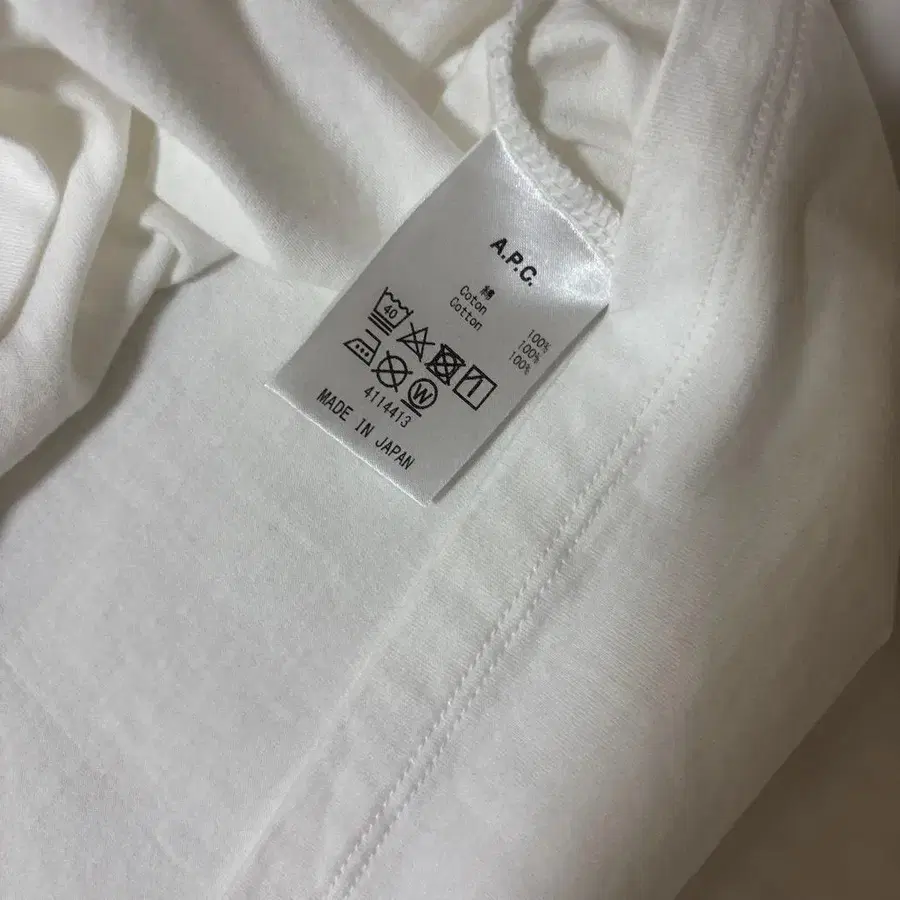 A.P.C.
綿 100%
Coton 100%
Cotton 100%
40
W
4114413
MADE IN JAPAN